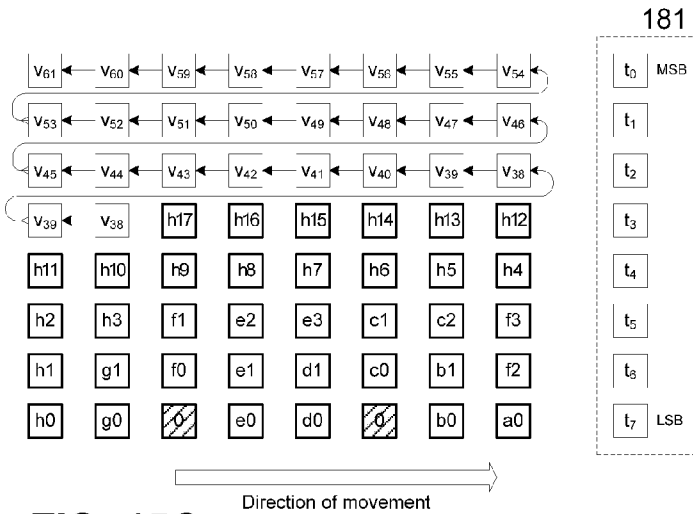 181
v61 v60 v59 v58 v57 v56 v55 v54 t0 MSB
v53 v52 v51 v50 v49 v48 v47 v46 t1
v45 v44 v43 v42 v41 v40 v39 v38 t2
v39 v38 h17 h16 h15 h14 h13 h12 t3
h11 h10 h9 h8 h7 h6 h5 h4 t4
h2 h3 f1 e2 e3 c1 c2 f3 t5
h1 g1 f0 e1 d1 c0 b1 f2 t6
h0 g0 0 e0 d0 0 b0 a0 t7 LSB
Direction of movement